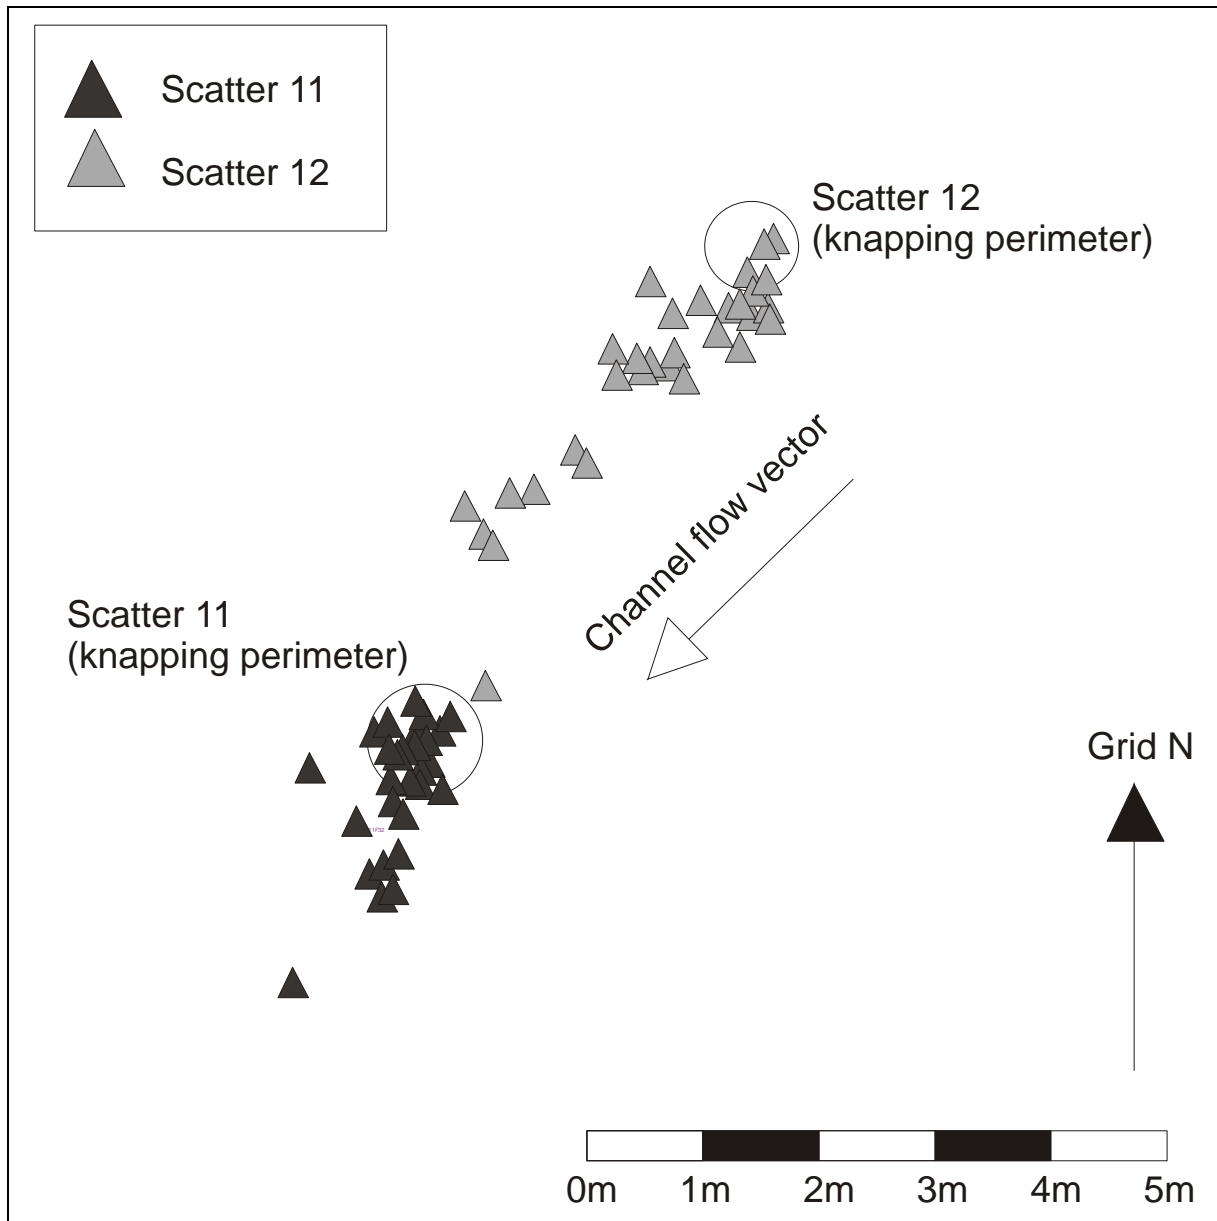 Scatter 11
Scatter 12
Scatter 12
(knapping perimeter)
Channel flow vector
Scatter 11
(knapping perimeter)
Grid N
0m 1m 2m 3m 4m 5m